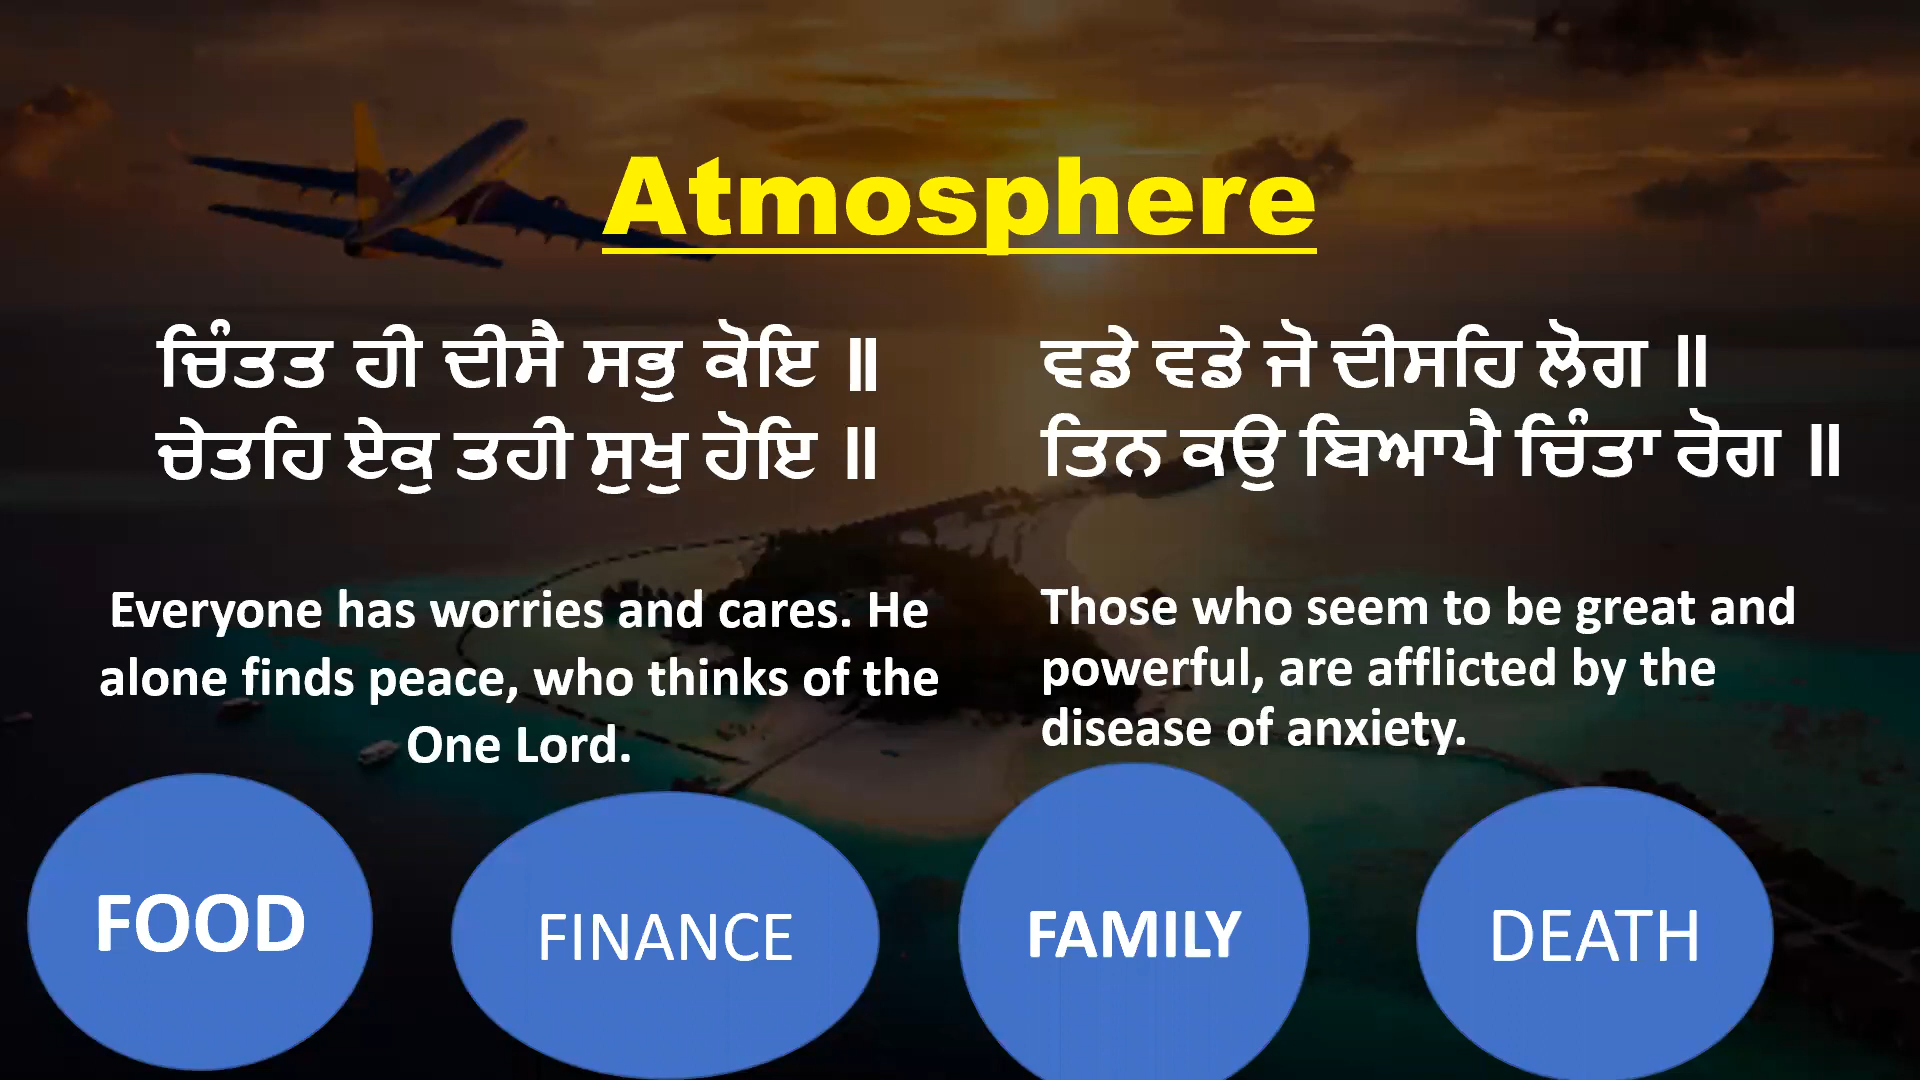 Atmosphere
ਚਿੰਤਤ ਹੀ ਦੀਸੈ ਸਭੁ ਕੋਇ ॥
ਚੇਤਹਿ ਏਕੁ ਤਹੀ ਸੁਖੁ ਹੋਇ ॥
Everyone has worries and cares. He
alone finds peace, who thinks of the
One Lord.
ਵਡੇ ਵਡੇ ਜੋ ਦੀਸਹਿ ਲੋਗ ॥
ਤਿਨ ਕਉ ਬਿਆਪੈ ਚਿੰਤਾ ਰੋਗ ॥
Those who seem to be great and
powerful, are afflicted by the
disease of anxiety.
FOOD
FINANCE
FAMILY
DEATH